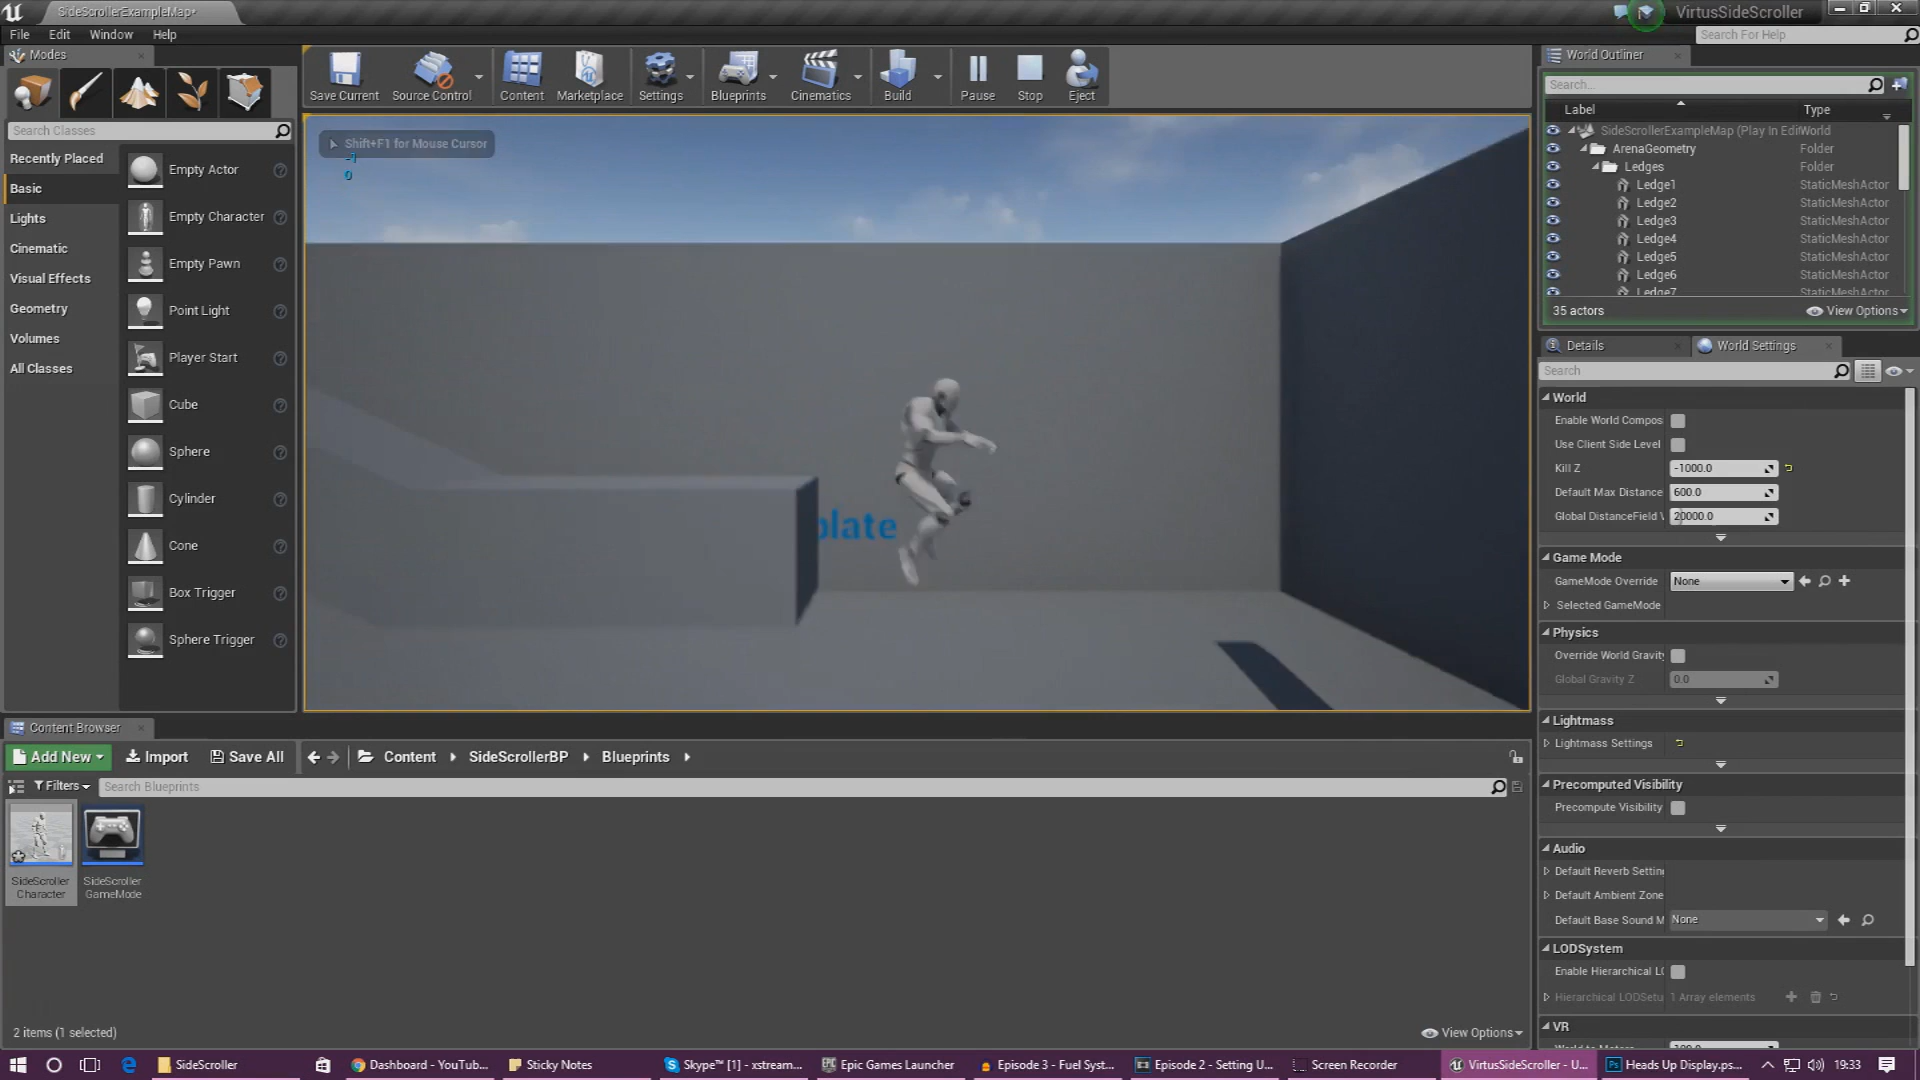 SideScrollerExampleMap*
VirtusSideScroller
File Edit Window Help
Search For Help
Modes
Save Current
Source Control
Content
Marketplace
Settings
Blueprints
Cinematics
Build
Pause
Stop
Eject
World Outliner
Search Classes
Search...
Label Type
Recently Placed
Basic
Lights
Cinematic
Visual Effects
Geometry
Volumes
All Classes
Empty Actor
Empty Character
Empty Pawn
Point Light
Player Start
Cube
Sphere
Cylinder
Cone
Box Trigger
Sphere Trigger
Shift+F1 for Mouse Cursor
-1
0
plate
SideScrollerExampleMap (Play In Edi World
ArenaGeometry Folder
Ledges Folder
Ledge1 StaticMeshActor
Ledge2 StaticMeshActor
Ledge3 StaticMeshActor
Ledge4 StaticMeshActor
Ledge5 StaticMeshActor
Ledge6 StaticMeshActor
Ledge7 StaticMeshActor
35 actors
View Options
Details
World Settings
Search
World
Enable World Compos
Use Client Side Level
Kill Z -1000.0
Default Max Distance 600.0
Global DistanceField V 20000.0
Game Mode
GameMode Override None
Selected GameMode
Physics
Override World Gravity
Global Gravity Z 0.0
Lightmass
Lightmass Settings
Precomputed Visibility
Precompute Visibility
Audio
Default Reverb Setting
Default Ambient Zone
Default Base Sound M None
LODSystem
Enable Hierarchical LO
Hierarchical LODSetu 1 Array elements
VR
Content Browser
Add New
Import
Save All
Content
SideScrollerBP
Blueprints
Filters
Search Blueprints
SideScroller
Character
SideScroller
GameMode
2 items (1 selected)
View Options
SideScroller
Dashboard - YouTub...
Sticky Notes
Skype™ [1] - xstream...
Epic Games Launcher
Episode 3 - Fuel Syst...
Episode 2 - Setting U...
Screen Recorder
VirtusSideScroller - U...
Heads Up Display.ps...
19:33